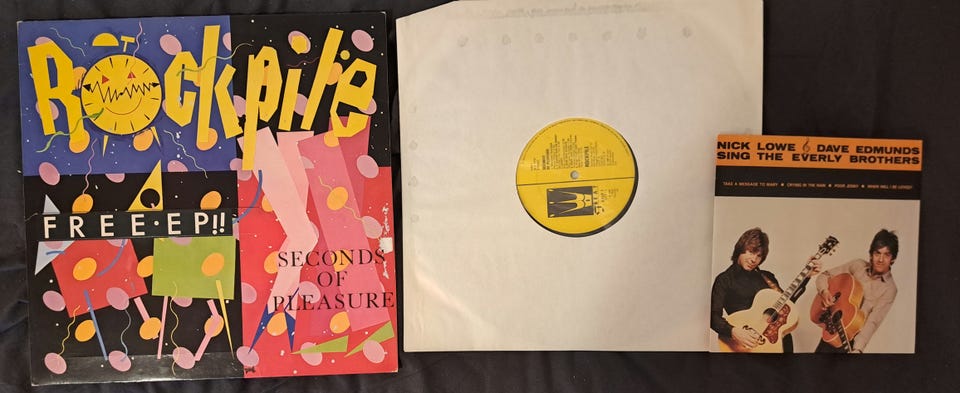 Rockpile
FREE·EP!!
SECONDS
OF
PLEASURE
NICK LOWE & DAVE EDMUNDS
SING THE EVERLY BROTHERS
TAKE A MESSAGE TO MARY ★ CRYING IN THE RAIN ★ POOR JENNY ★ WHEN WILL I BE LOVED?